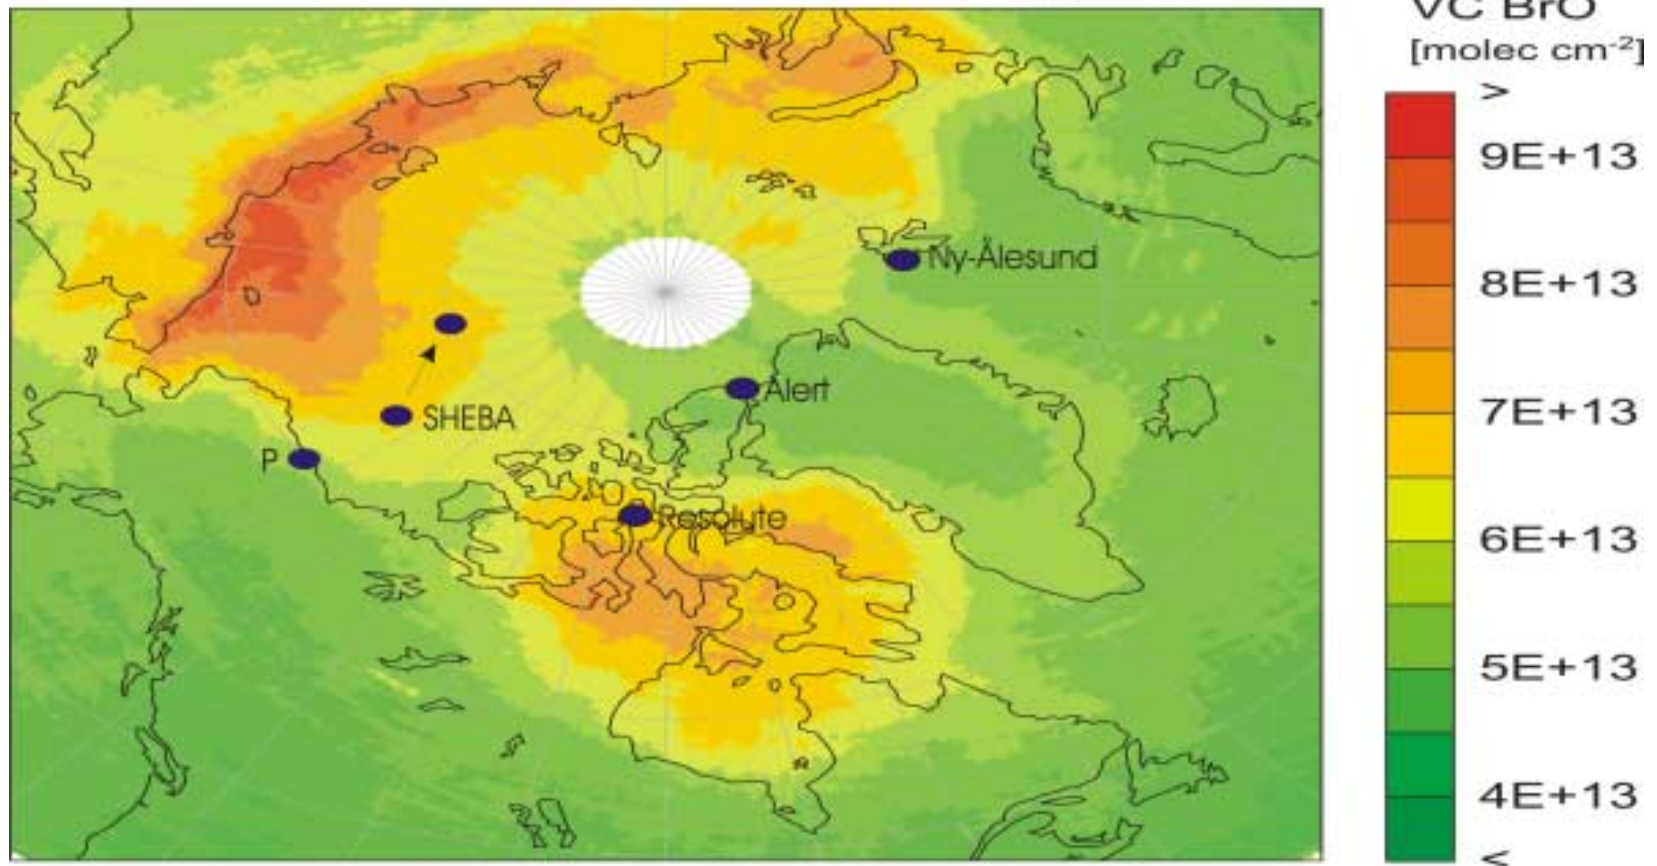 VC BrO
[molec cm⁻²]
>
9E+13
8E+13
7E+13
6E+13
5E+13
4E+13
<
Ny-Ålesund
Alert
SHEBA
P
Resolute